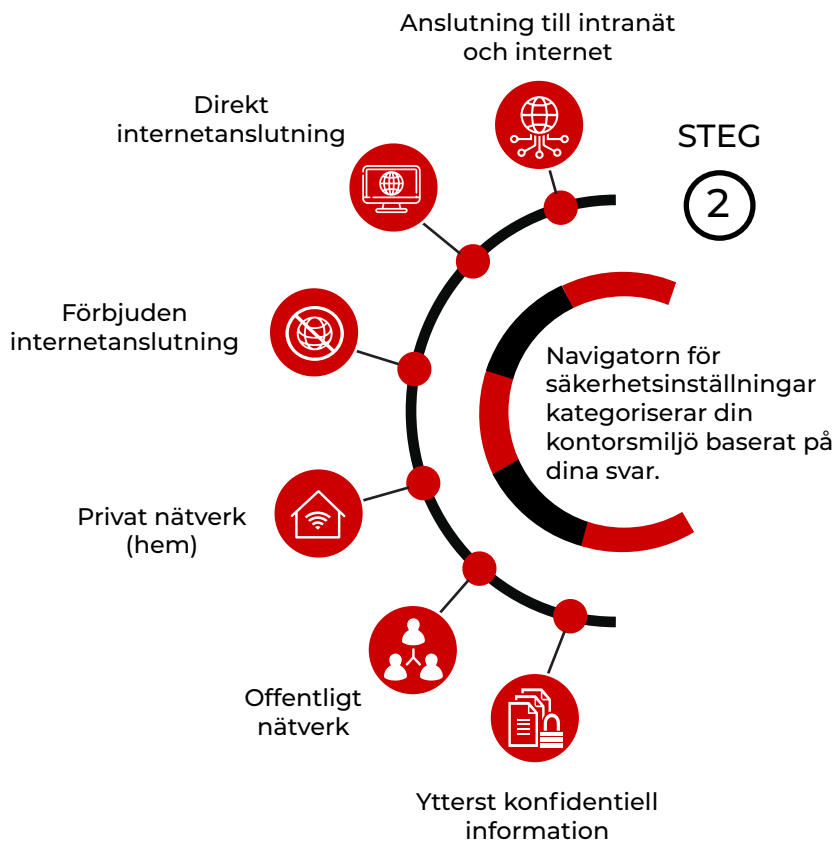 Anslutning till intranät
och internet
Direkt
internetanslutning
STEG
2
Förbjuden
internetanslutning
Navigatorn för
säkerhetsinställningar
kategoriserar din
kontorsmiljö baserat på
dina svar.
Privat nätverk
(hem)
Offentligt
nätverk
Ytterst konfidentiell
information